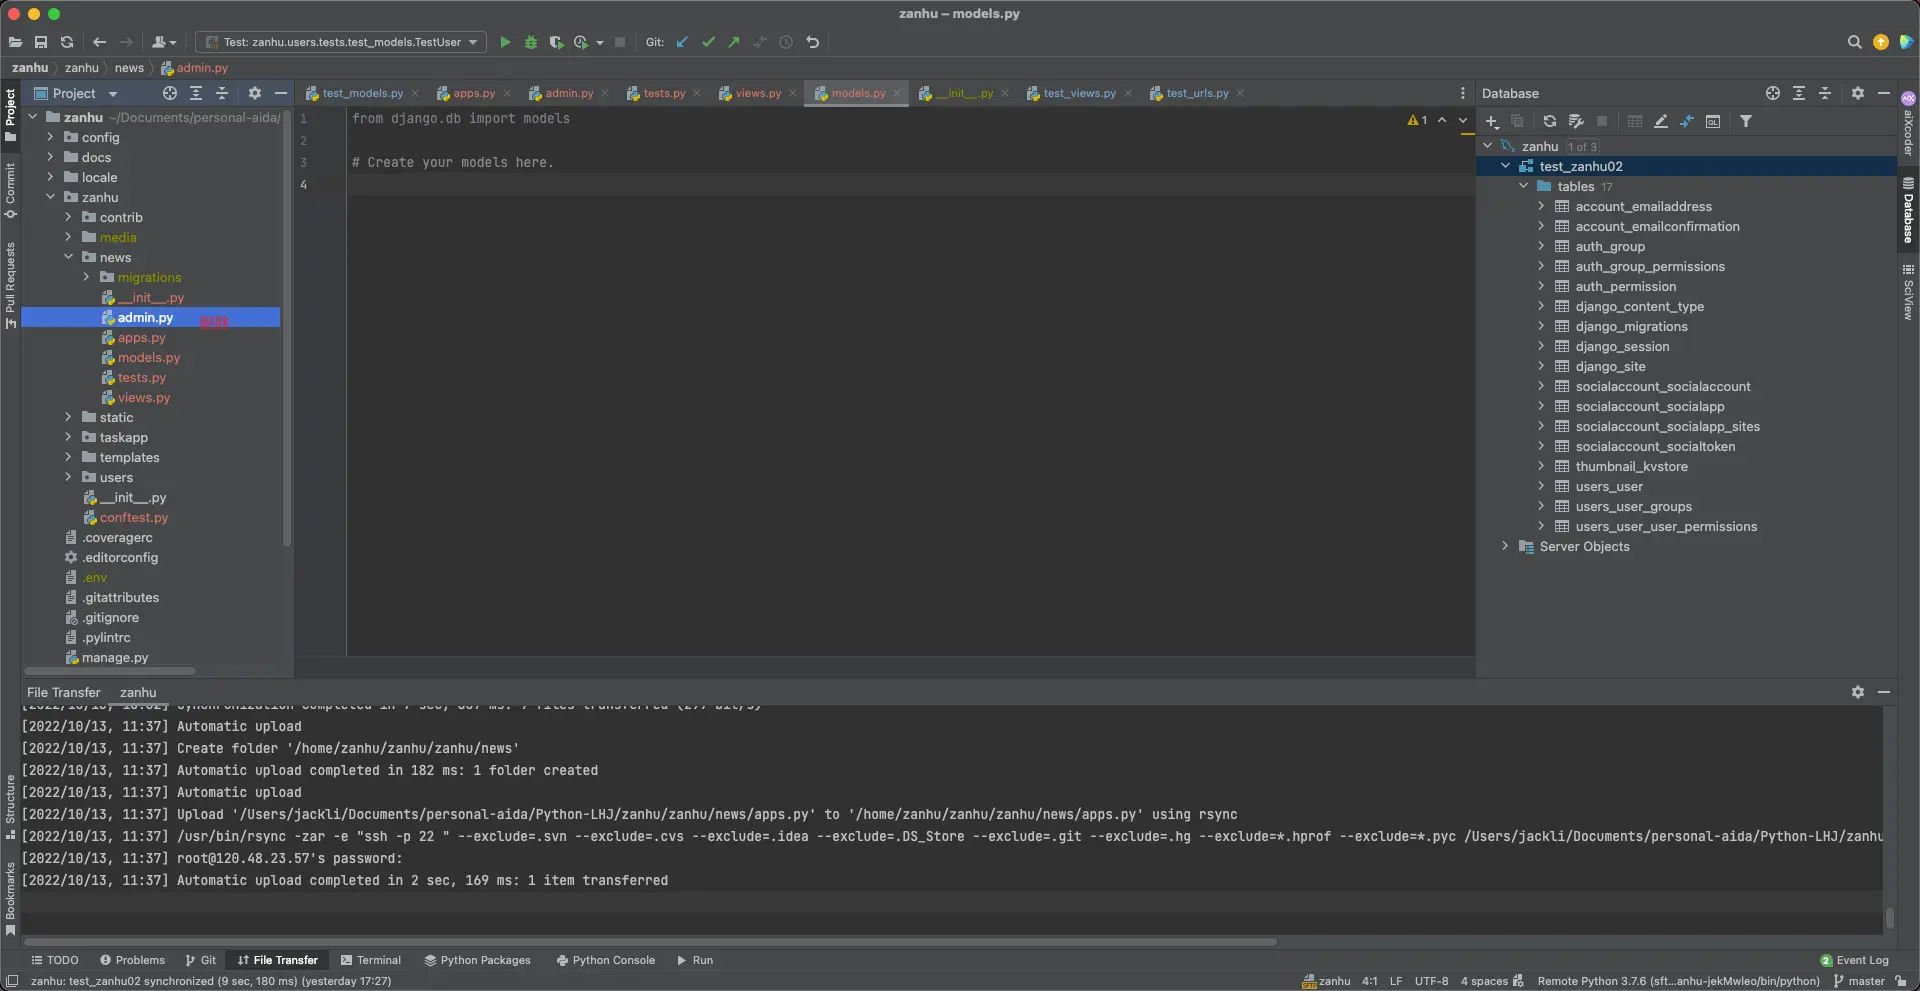 zanhu – models.py
Test: zanhu.users.tests.test_models.TestUser
Git:
zanhu zanhu news admin.py
Project
test_models.py apps.py admin.py tests.py views.py models.py __init__.py test_views.py test_urls.py
Database
zanhu ~/Documents/personal-aida/
config
docs
locale
zanhu
contrib
media
news
migrations
__init__.py
admin.py
apps.py
models.py
tests.py
views.py
static
taskapp
templates
users
__init__.py
conftest.py
.coveragerc
.editorconfig
.env
.gitattributes
.gitignore
.pylintrc
manage.py
1 from django.db import models
2
3 # Create your models here.
4
1
zanhu 1 of 3
test_zanhu02
tables 17
account_emailaddress
account_emailconfirmation
auth_group
auth_group_permissions
auth_permission
django_content_type
django_migrations
django_session
django_site
socialaccount_socialaccount
socialaccount_socialapp
socialaccount_socialapp_sites
socialaccount_socialtoken
thumbnail_kvstore
users_user
users_user_groups
users_user_user_permissions
Server Objects
Project
Commit
Pull Requests
Structure
Bookmarks
aiXcoder
Database
SciView
File Transfer zanhu
[2022/10/13, 11:37] Automatic upload
[2022/10/13, 11:37] Create folder '/home/zanhu/zanhu/zanhu/news'
[2022/10/13, 11:37] Automatic upload completed in 182 ms: 1 folder created
[2022/10/13, 11:37] Automatic upload
[2022/10/13, 11:37] Upload '/Users/jackli/Documents/personal-aida/Python-LHJ/zanhu/zanhu/news/apps.py' to '/home/zanhu/zanhu/zanhu/news/apps.py' using rsync
[2022/10/13, 11:37] /usr/bin/rsync -zar -e "ssh -p 22 " --exclude=.svn --exclude=.cvs --exclude=.idea --exclude=.DS_Store --exclude=.git --exclude=.hg --exclude=*.hprof --exclude=*.pyc /Users/jackli/Documents/personal-aida/Python-LHJ/zanhu
[2022/10/13, 11:37] root@120.48.23.57's password:
[2022/10/13, 11:37] Automatic upload completed in 2 sec, 169 ms: 1 item transferred
TODO Problems Git File Transfer Terminal Python Packages Python Console Run
2 Event Log
zanhu: test_zanhu02 synchronized (9 sec, 180 ms) (yesterday 17:27)
zanhu 4:1 LF UTF-8 4 spaces Remote Python 3.7.6 (sft...anhu-jekMwleo/bin/python) master